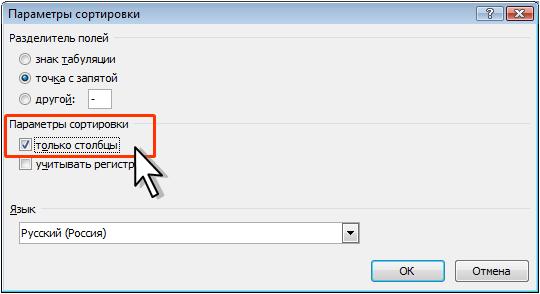 Параметры сортировки
Разделитель полей
знак табуляции
точка с запятой
другой: -
Параметры сортировки
только столбцы
учитывать регистр
Язык
Русский (Россия)
ОК Отмена